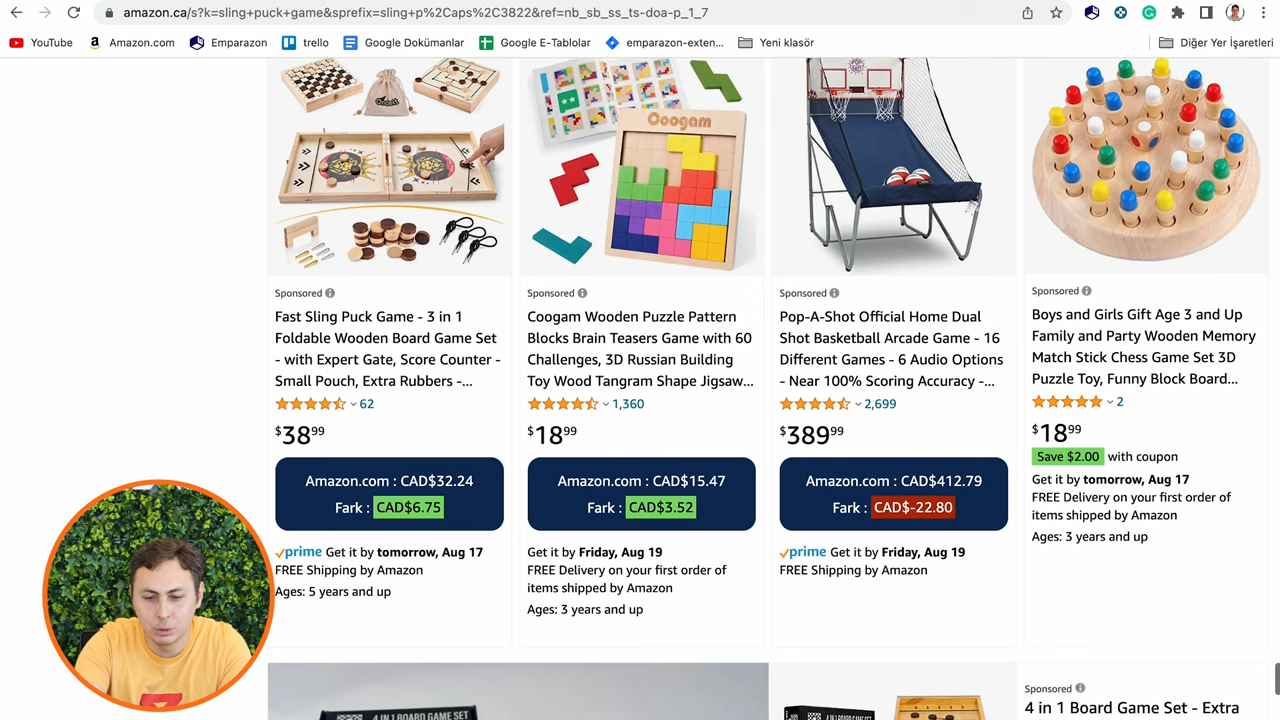 amazon.ca/s?k=sling+puck+game&sprefix=sling+p%2Caps%2C3822&ref=nb_sb_ss_ts-doa-p_1_7
YouTube
Amazon.com
Emparazon
trello
Google Dokümanlar
Google E-Tablolar
emparazon-exten...
Yeni klasör
Diğer Yer İşaretleri
Coogam
Sponsored
Fast Sling Puck Game - 3 in 1
Foldable Wooden Board Game Set
- with Expert Gate, Score Counter -
Small Pouch, Extra Rubbers -...
62
$38⁹⁹
Amazon.com : CAD$32.24
Fark : CAD$6.75
prime Get it by tomorrow, Aug 17
FREE Shipping by Amazon
Ages: 5 years and up
Sponsored
Coogam Wooden Puzzle Pattern
Blocks Brain Teasers Game with 60
Challenges, 3D Russian Building
Toy Wood Tangram Shape Jigsaw...
1,360
$18⁹⁹
Amazon.com : CAD$15.47
Fark : CAD$3.52
Get it by Friday, Aug 19
FREE Delivery on your first order of
items shipped by Amazon
Ages: 3 years and up
Sponsored
Pop-A-Shot Official Home Dual
Shot Basketball Arcade Game - 16
Different Games - 6 Audio Options
- Near 100% Scoring Accuracy -...
2,699
$389⁹⁹
Amazon.com : CAD$412.79
Fark : CAD$-22.80
prime Get it by Friday, Aug 19
FREE Shipping by Amazon
Sponsored
Boys and Girls Gift Age 3 and Up
Family and Party Wooden Memory
Match Stick Chess Game Set 3D
Puzzle Toy, Funny Block Board...
2
$18⁹⁹
Save $2.00 with coupon
Get it by tomorrow, Aug 17
FREE Delivery on your first order of
items shipped by Amazon
Ages: 3 years and up
4 IN 1 BOARD GAME SET
Sponsored
4 in 1 Board Game Set - Extra